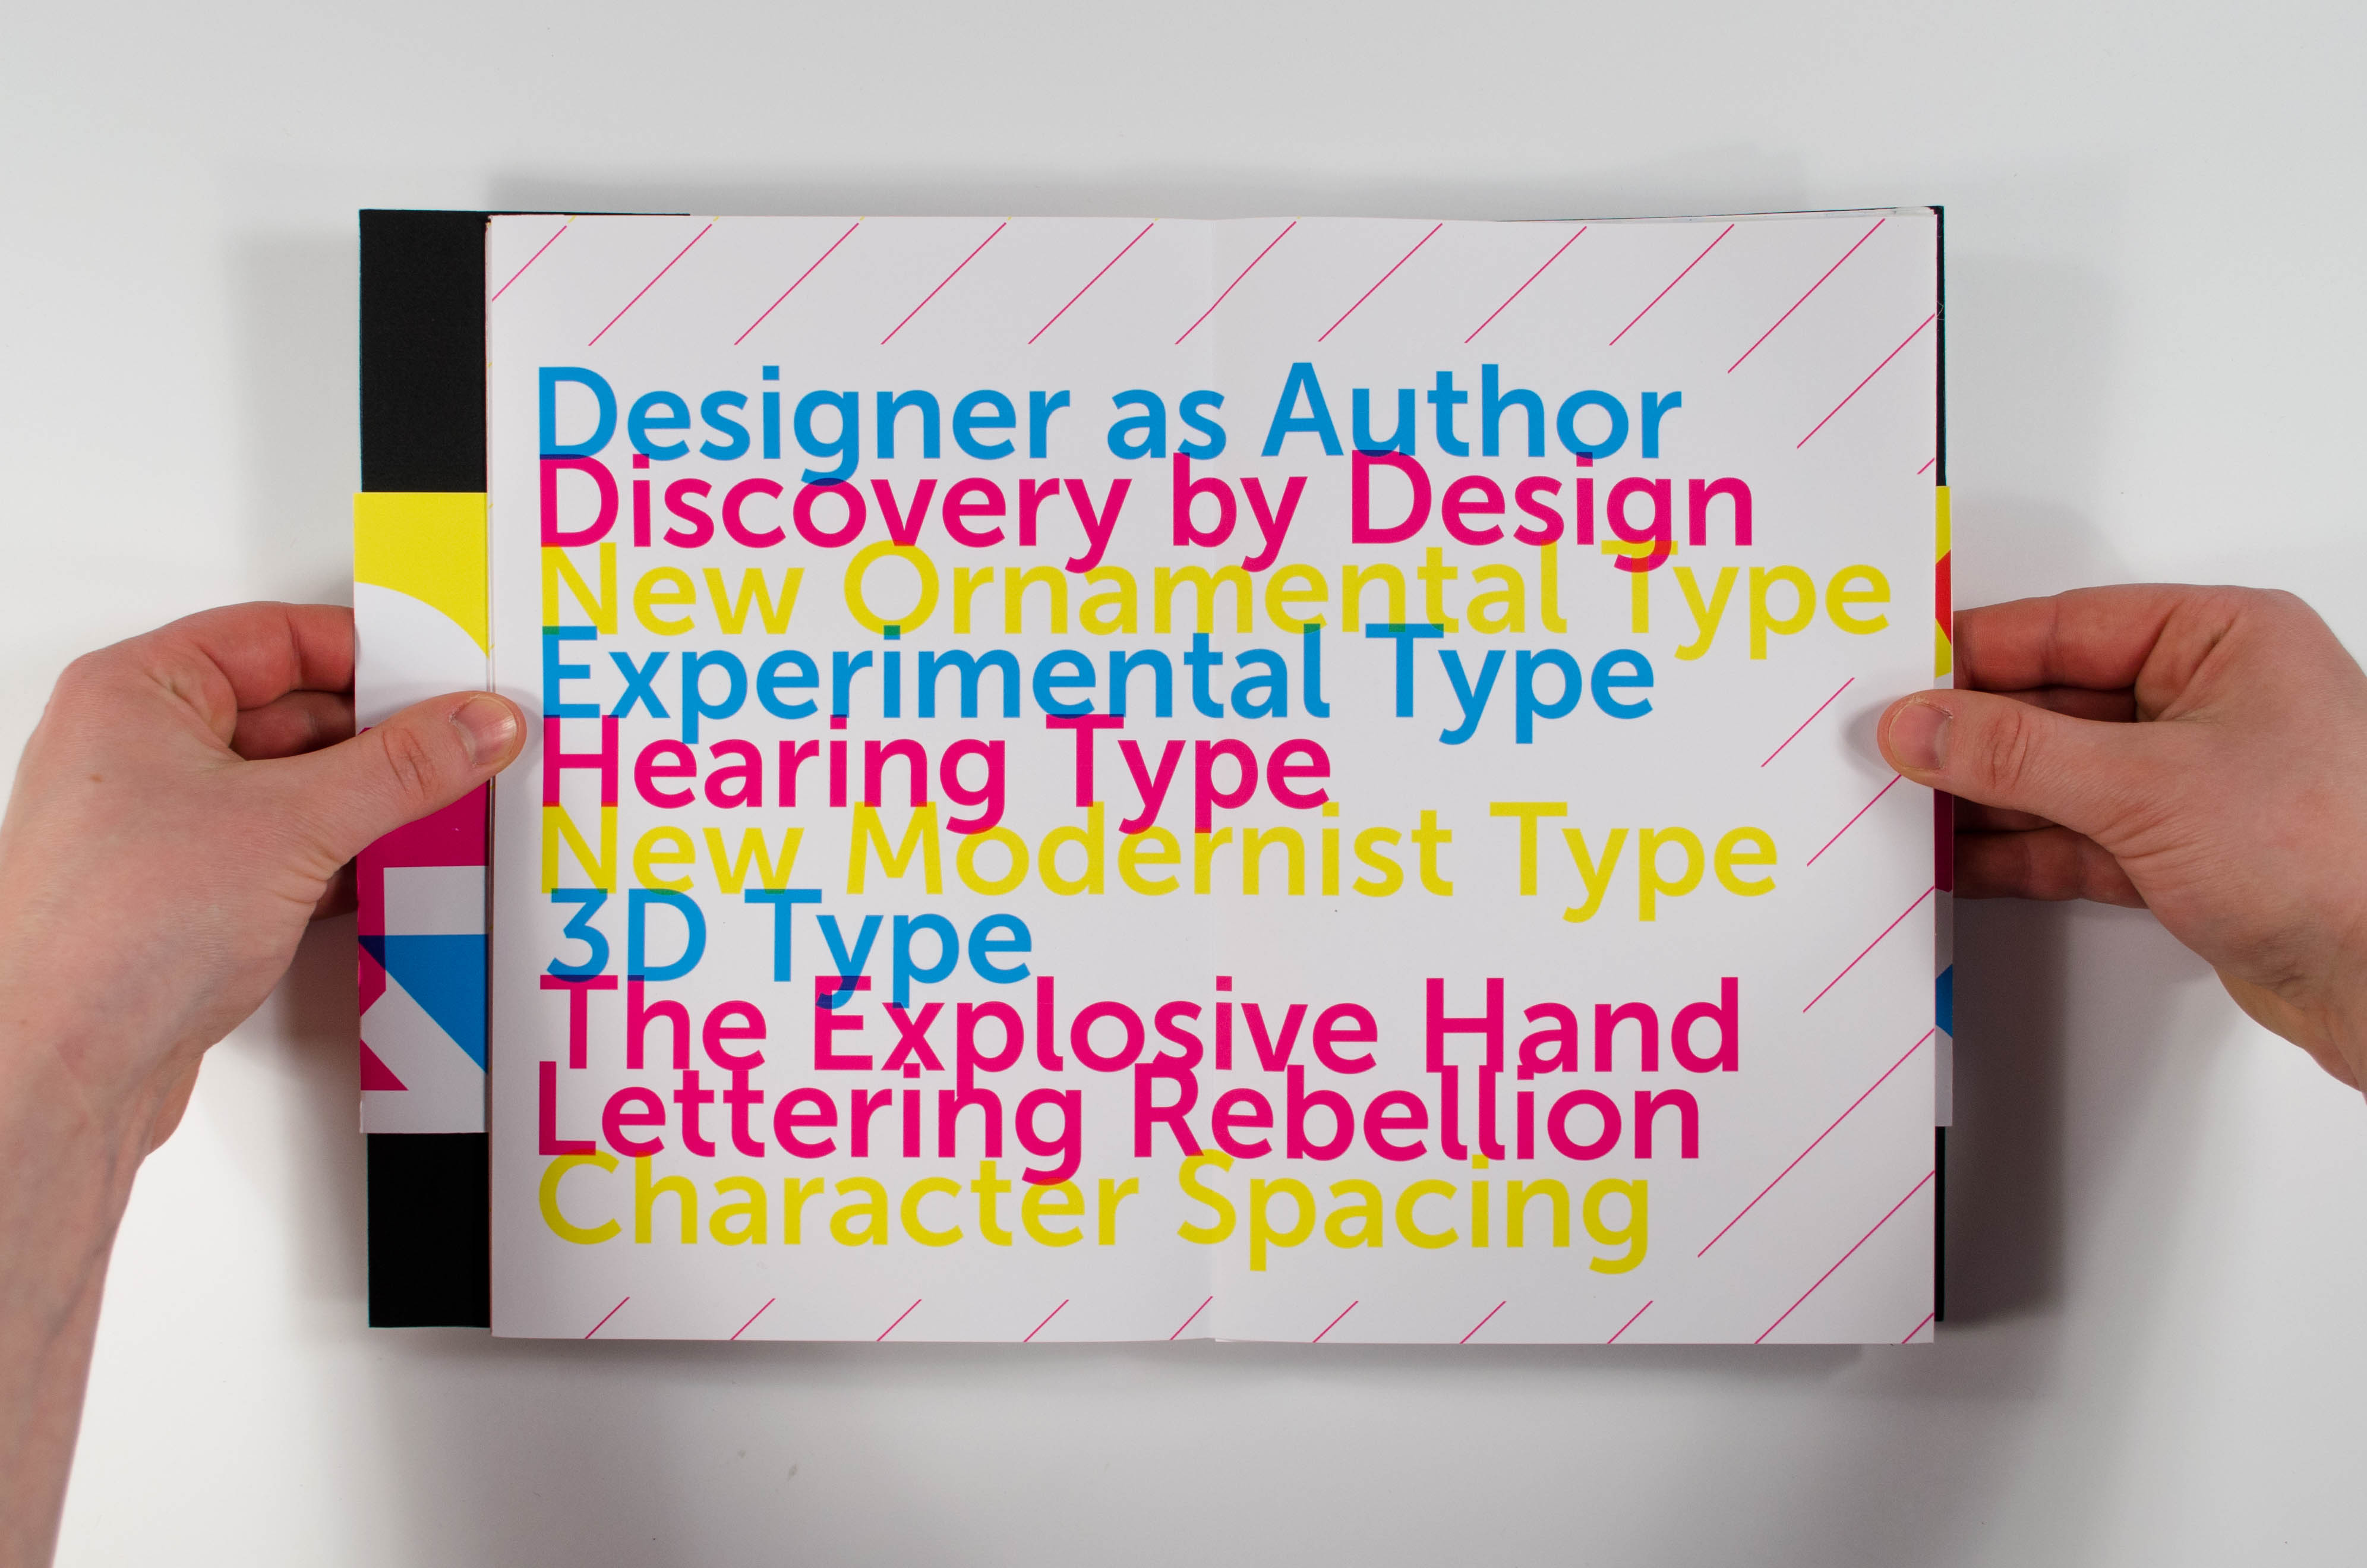 Designer as Author
Discovery by Design
New Ornamental Type
Experimental Type
Hearing Type
New Modernist Type
3D Type
The Explosive Hand
Lettering Rebellion
Character Spacing